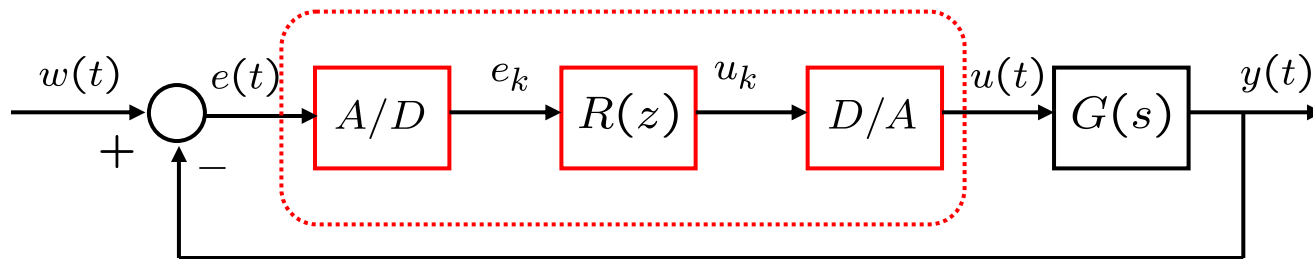 w(t) e(t) A/D e_k R(z) u_k D/A u(t) G(s) y(t)
+ −